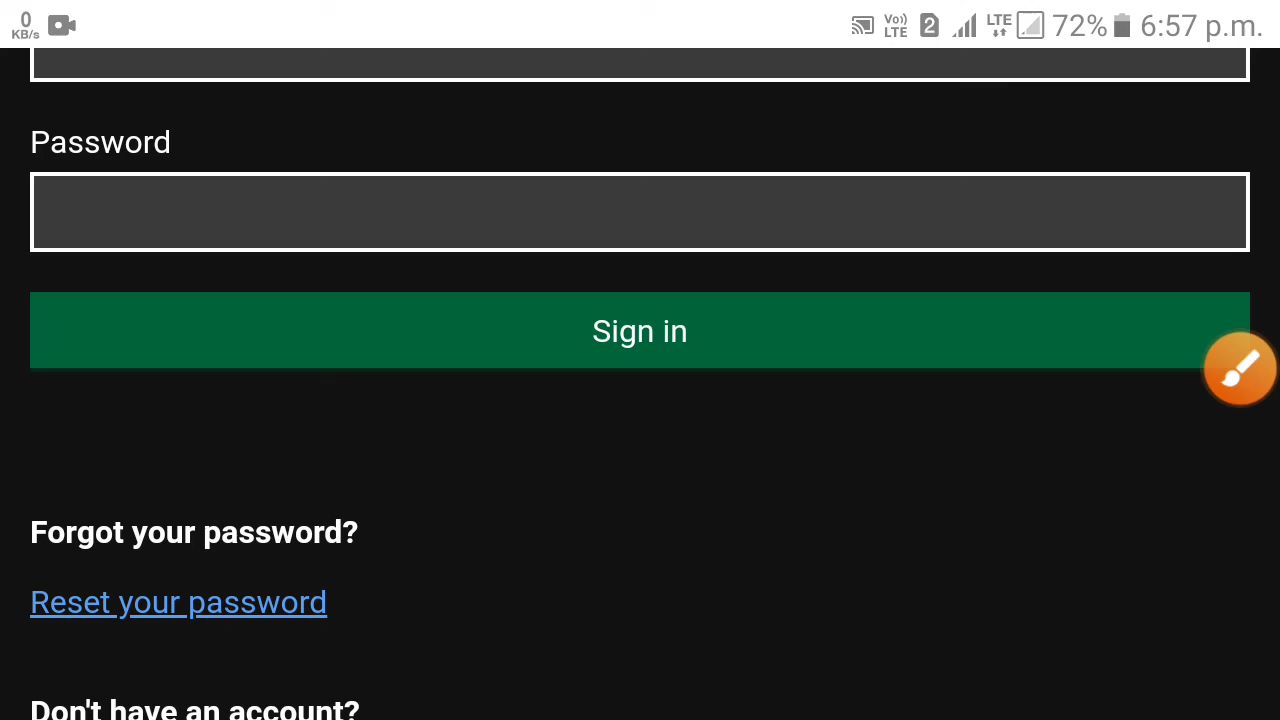 0 KB/s Vo)) LTE 2 LTE 72% 6:57 p.m.
Password
Sign in
Forgot your password?
Reset your password
Don't have an account?